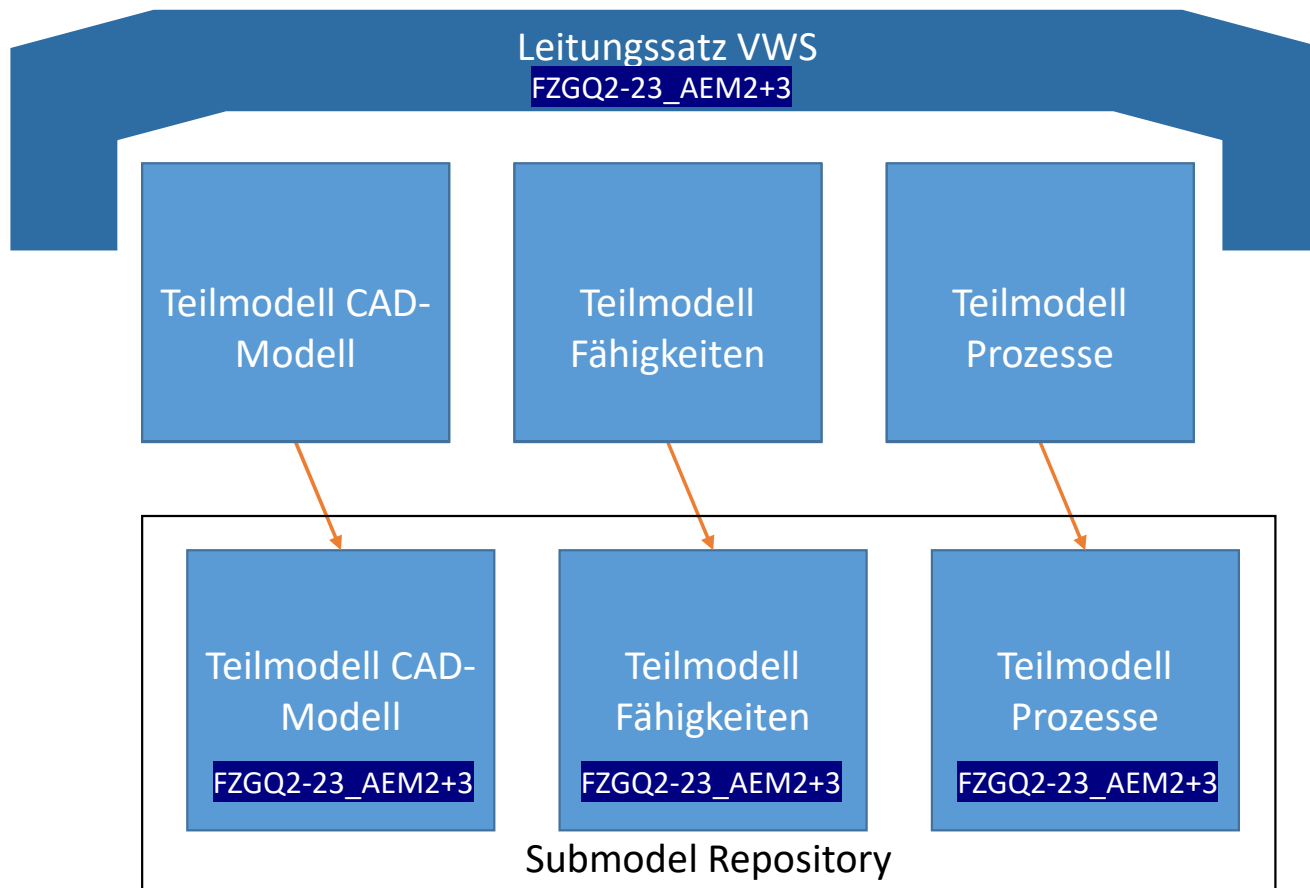 Leitungssatz VWS
FZGQ2-23_AEM2+3
Teilmodell CAD-
Modell
Teilmodell
Fähigkeiten
Teilmodell
Prozesse
Teilmodell CAD-
Modell
FZGQ2-23_AEM2+3
Teilmodell
Fähigkeiten
FZGQ2-23_AEM2+3
Teilmodell
Prozesse
FZGQ2-23_AEM2+3
Submodel Repository